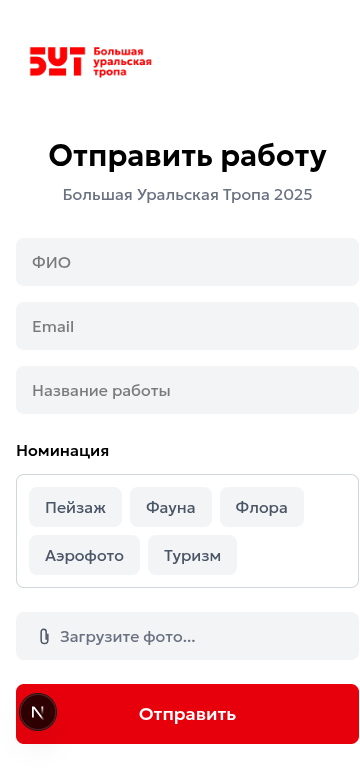 БУТ
Большая
уральская
тропа
Отправить работу
Большая Уральская Тропа 2025
ФИО
Email
Название работы
Номинация
Пейзаж
Фауна
Флора
Аэрофото
Туризм
Загрузите фото...
N
Отправить